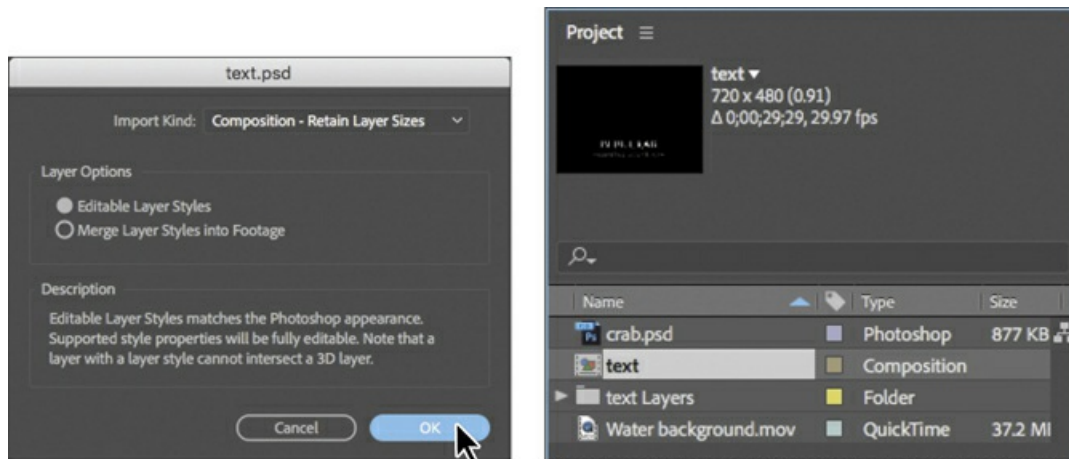 text.psd
Import Kind: Composition - Retain Layer Sizes
Layer Options
Editable Layer Styles
Merge Layer Styles into Footage
Description
Editable Layer Styles matches the Photoshop appearance.
Supported style properties will be fully editable. Note that a
layer with a layer style cannot intersect a 3D layer.
Cancel OK
Project
text
720 x 480 (0.91)
Δ 0;00;29;29, 29.97 fps
Name Type Size
Ps crab.psd Photoshop 877 KB
text Composition
text Layers Folder
Water background.mov QuickTime 37.2 M